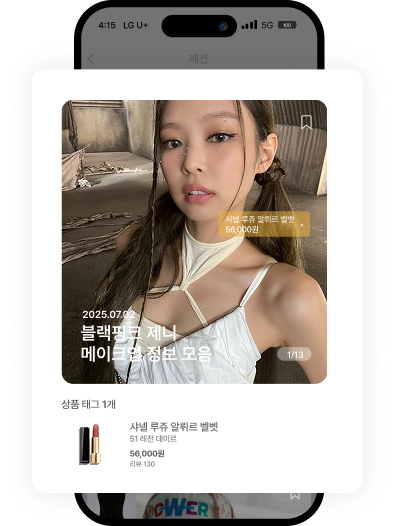 4:15 LG U+ 5G 100
패션
샤넬 루쥬 알뤼르 벨벳
56,000원
2025.07.02
블랙핑크 제니
메이크업 정보 모음
1/13
상품 태그 1개
샤넬 루쥬 알뤼르 벨벳
51 레전 데이르
56,000원
리뷰 130
POWER